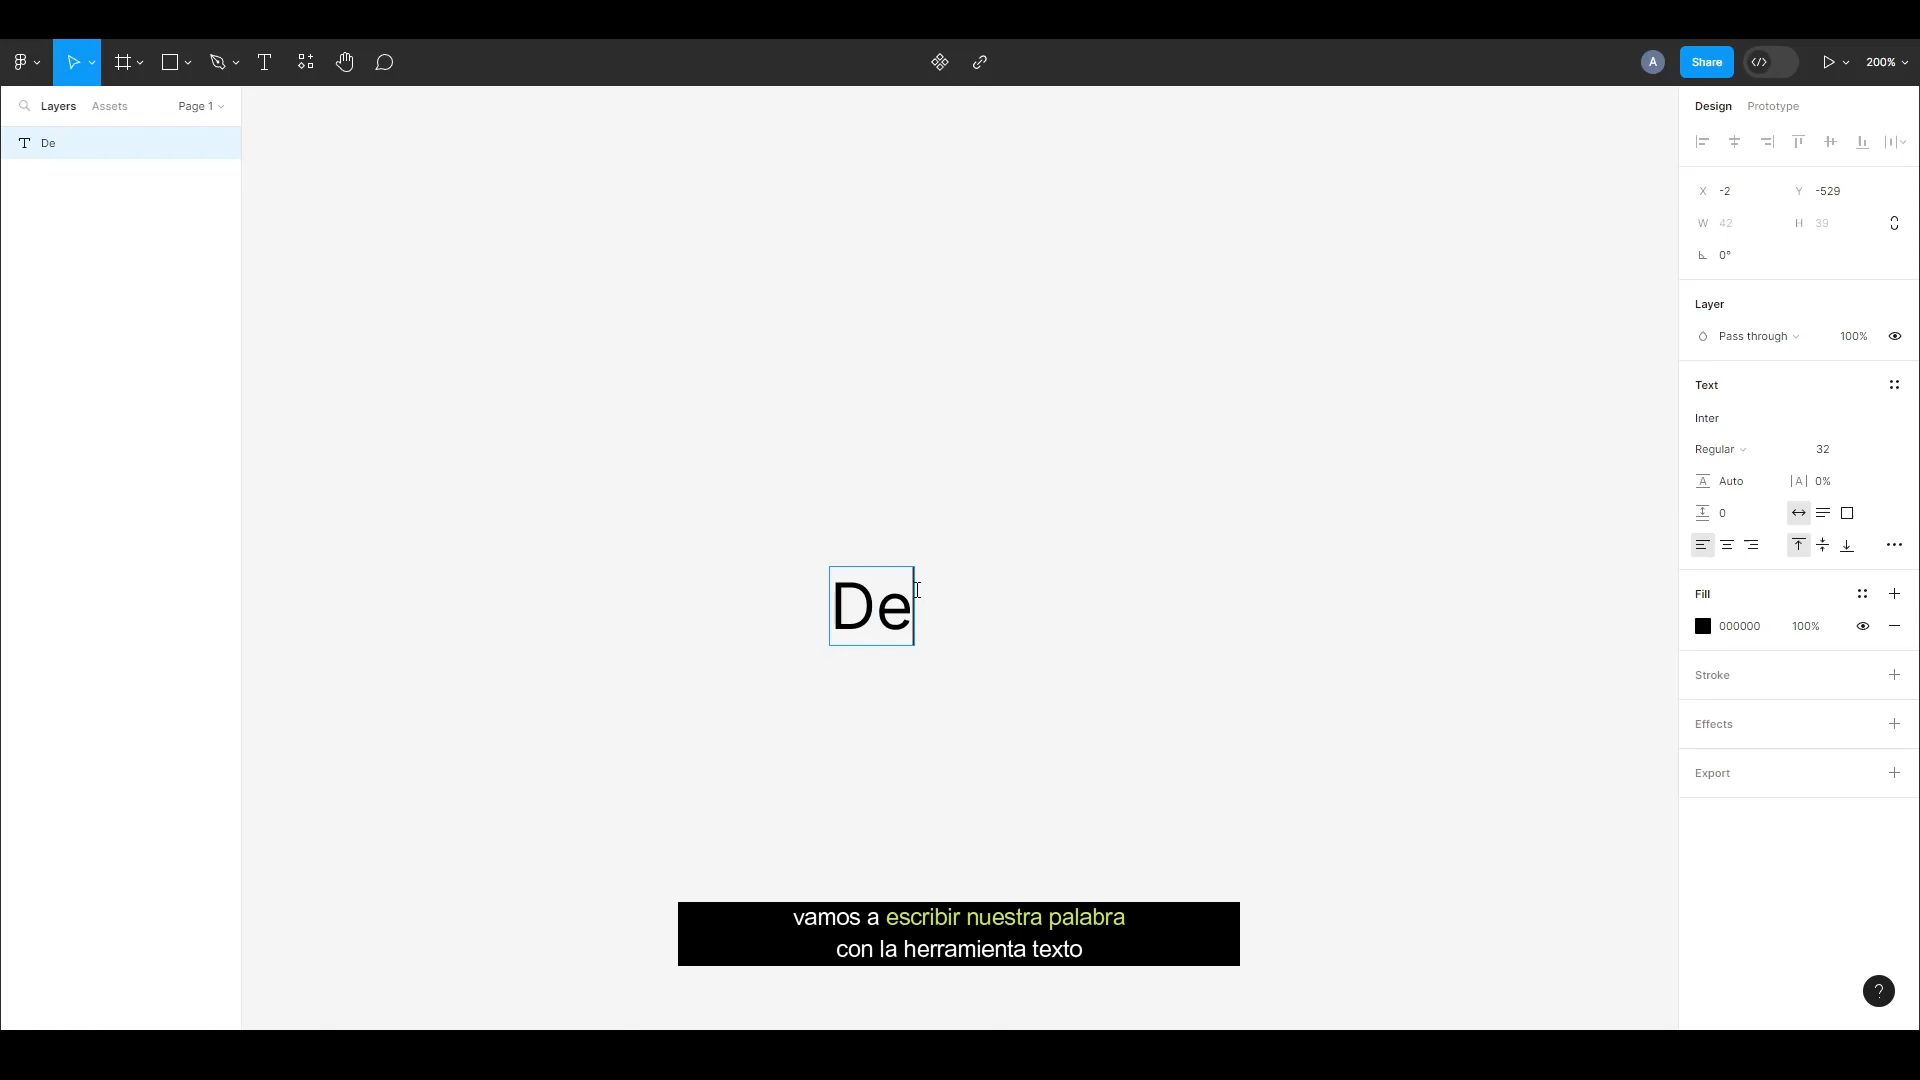 A
Share
200%
Layers
Assets
Page 1
Design
Prototype
De
X -2
Y -529
W 42
H 39
0°
Layer
Pass through
100%
Text
Inter
Regular
32
A Auto
|A| 0%
0
De
Fill
000000
100%
Stroke
Effects
Export
vamos a escribir nuestra palabra
con la herramienta texto
?